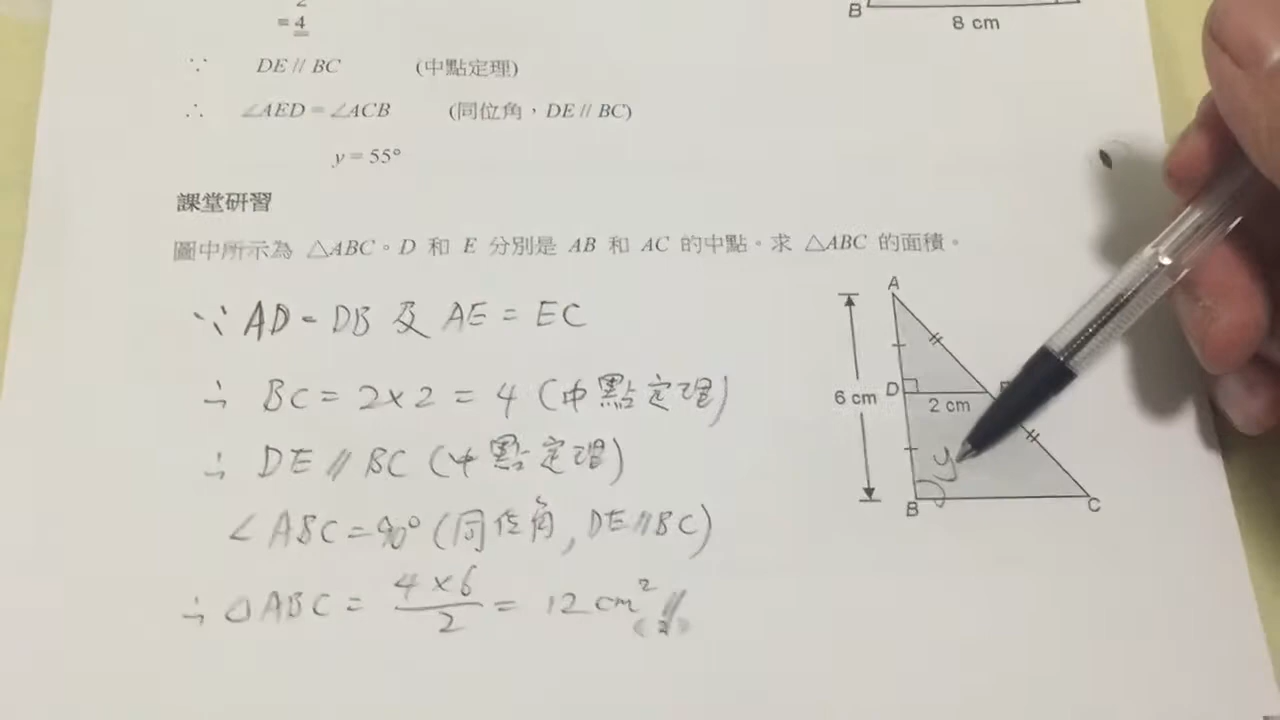 2
= 4
B
8 cm
∵ DE // BC (中點定理)
∴ ∠AED = ∠ACB (同位角，DE // BC)
y = 55°
課堂研習
圖中所示為 △ABC。D 和 E 分別是 AB 和 AC 的中點。求 △ABC 的面積。
∵ AD = DB 及 AE = EC
∴ BC = 2×2 = 4 (中點定理)
∴ DE // BC (中點定理)
∠ABC = 90° (同位角, DE // BC)
∴ △ABC = 4×6 / 2 = 12 cm² //
A
D
6 cm
2 cm
y
B
C